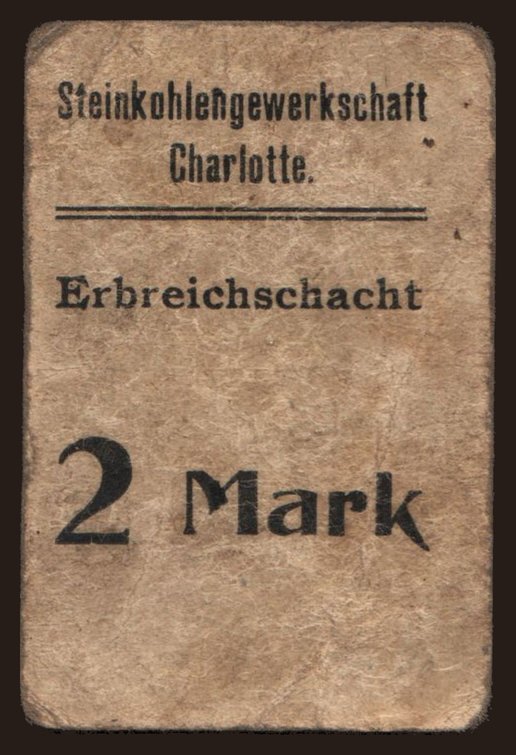 Steinkohlengewerkschaft
Charlotte.
Erbreichschacht
2 Mark